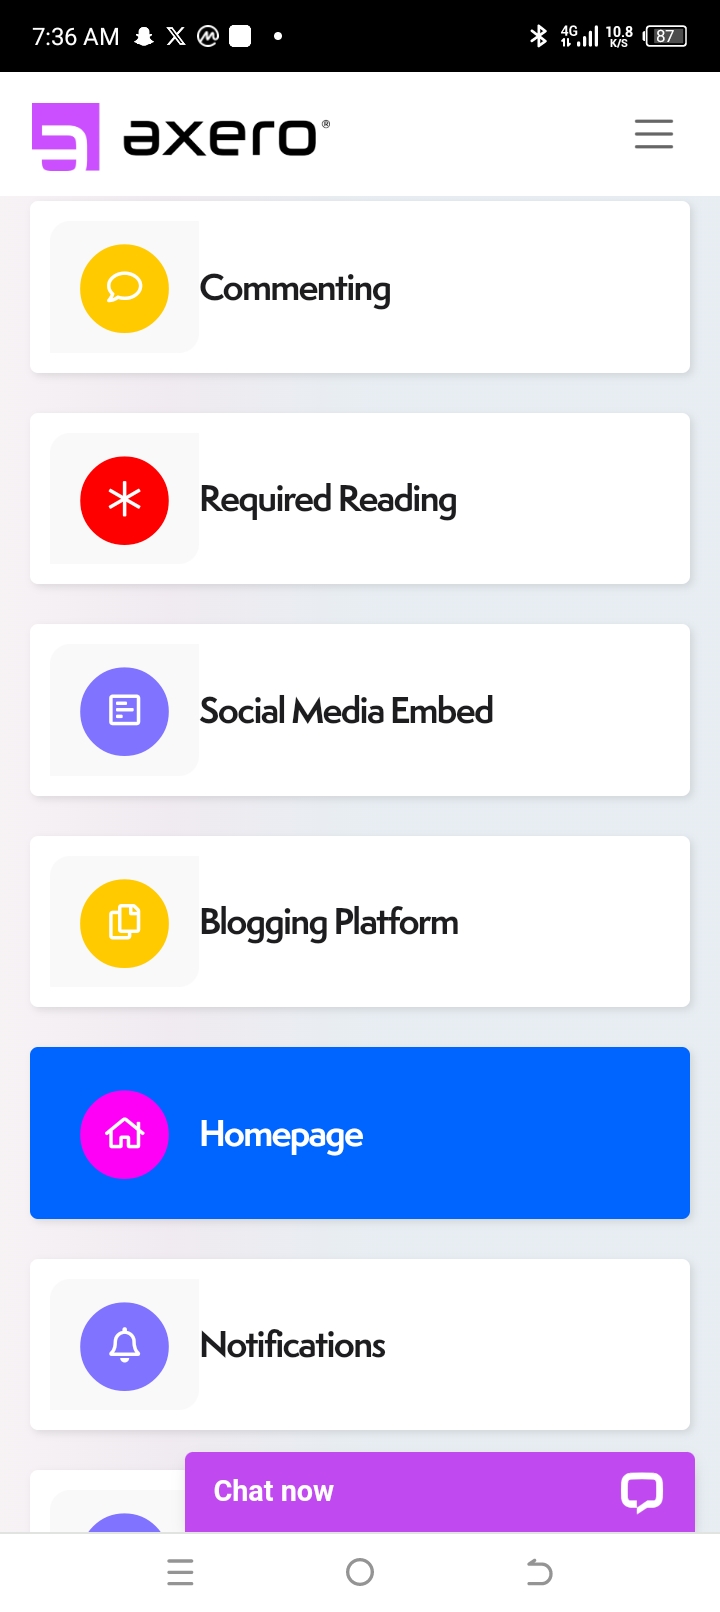 7:36 AM
4G
10.8
K/S
87
axero®
Commenting
Required Reading
Social Media Embed
Blogging Platform
Homepage
Notifications
Chat now